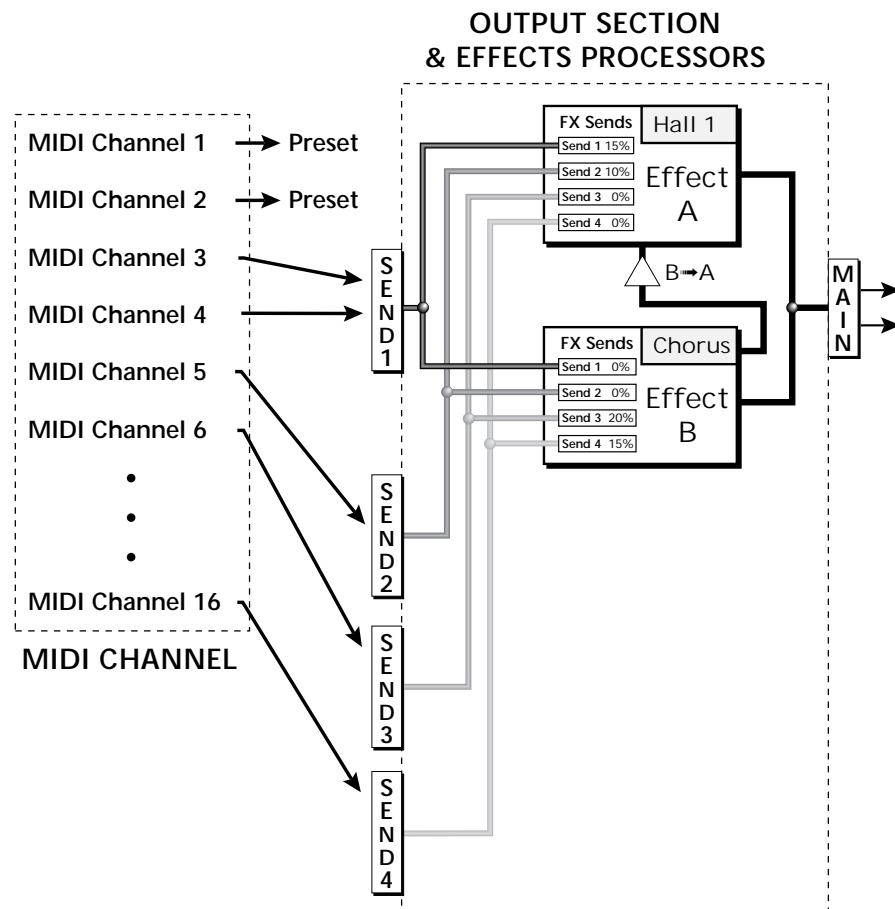 OUTPUT SECTION
& EFFECTS PROCESSORS
MIDI Channel 1
Preset
MIDI Channel 2
Preset
MIDI Channel 3
MIDI Channel 4
MIDI Channel 5
MIDI Channel 6
MIDI Channel 16
MIDI CHANNEL
SEND1
SEND2
SEND3
SEND4
FX Sends
Hall 1
Send 1 15%
Send 2 10%
Send 3 0%
Send 4 0%
Effect
A
B→A
FX Sends
Chorus
Send 1 0%
Send 2 0%
Send 3 20%
Send 4 15%
Effect
B
MAIN